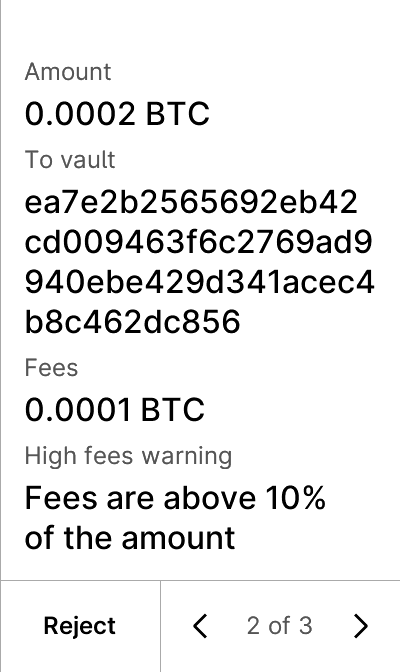 Amount
0.0002 BTC
To vault
ea7e2b2565692eb42
cd009463f6c2769ad9
940ebe429d341acec4
b8c462dc856
Fees
0.0001 BTC
High fees warning
Fees are above 10%
of the amount
Reject
2 of 3